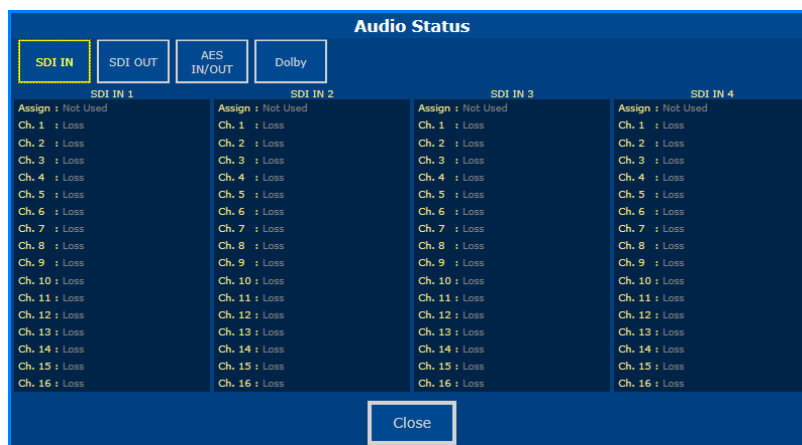 Audio Status
SDI IN SDI OUT AES IN/OUT Dolby
SDI IN 1 SDI IN 2 SDI IN 3 SDI IN 4
Assign : Not Used Assign : Not Used Assign : Not Used Assign : Not Used
Ch. 1 : Loss Ch. 1 : Loss Ch. 1 : Loss Ch. 1 : Loss
Ch. 2 : Loss Ch. 2 : Loss Ch. 2 : Loss Ch. 2 : Loss
Ch. 3 : Loss Ch. 3 : Loss Ch. 3 : Loss Ch. 3 : Loss
Ch. 4 : Loss Ch. 4 : Loss Ch. 4 : Loss Ch. 4 : Loss
Ch. 5 : Loss Ch. 5 : Loss Ch. 5 : Loss Ch. 5 : Loss
Ch. 6 : Loss Ch. 6 : Loss Ch. 6 : Loss Ch. 6 : Loss
Ch. 7 : Loss Ch. 7 : Loss Ch. 7 : Loss Ch. 7 : Loss
Ch. 8 : Loss Ch. 8 : Loss Ch. 8 : Loss Ch. 8 : Loss
Ch. 9 : Loss Ch. 9 : Loss Ch. 9 : Loss Ch. 9 : Loss
Ch. 10 : Loss Ch. 10 : Loss Ch. 10 : Loss Ch. 10 : Loss
Ch. 11 : Loss Ch. 11 : Loss Ch. 11 : Loss Ch. 11 : Loss
Ch. 12 : Loss Ch. 12 : Loss Ch. 12 : Loss Ch. 12 : Loss
Ch. 13 : Loss Ch. 13 : Loss Ch. 13 : Loss Ch. 13 : Loss
Ch. 14 : Loss Ch. 14 : Loss Ch. 14 : Loss Ch. 14 : Loss
Ch. 15 : Loss Ch. 15 : Loss Ch. 15 : Loss Ch. 15 : Loss
Ch. 16 : Loss Ch. 16 : Loss Ch. 16 : Loss Ch. 16 : Loss
Close